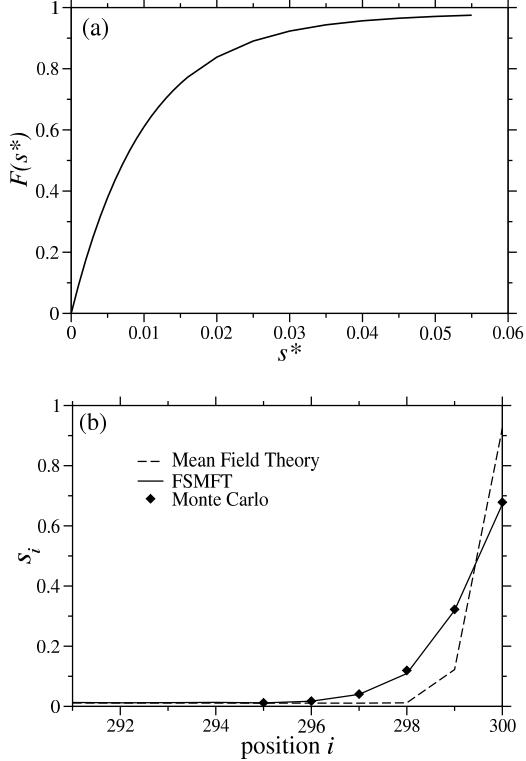 1
(a)
0.8
0.6
F(s*)
0.4
0.2
0
0 0.01 0.02 0.03 0.04 0.05 0.06
s*
1
(b)
Mean Field Theory
FSMFT
Monte Carlo
0.8
0.6
s_i
0.4
0.2
0
292 294 296 298 300
position i